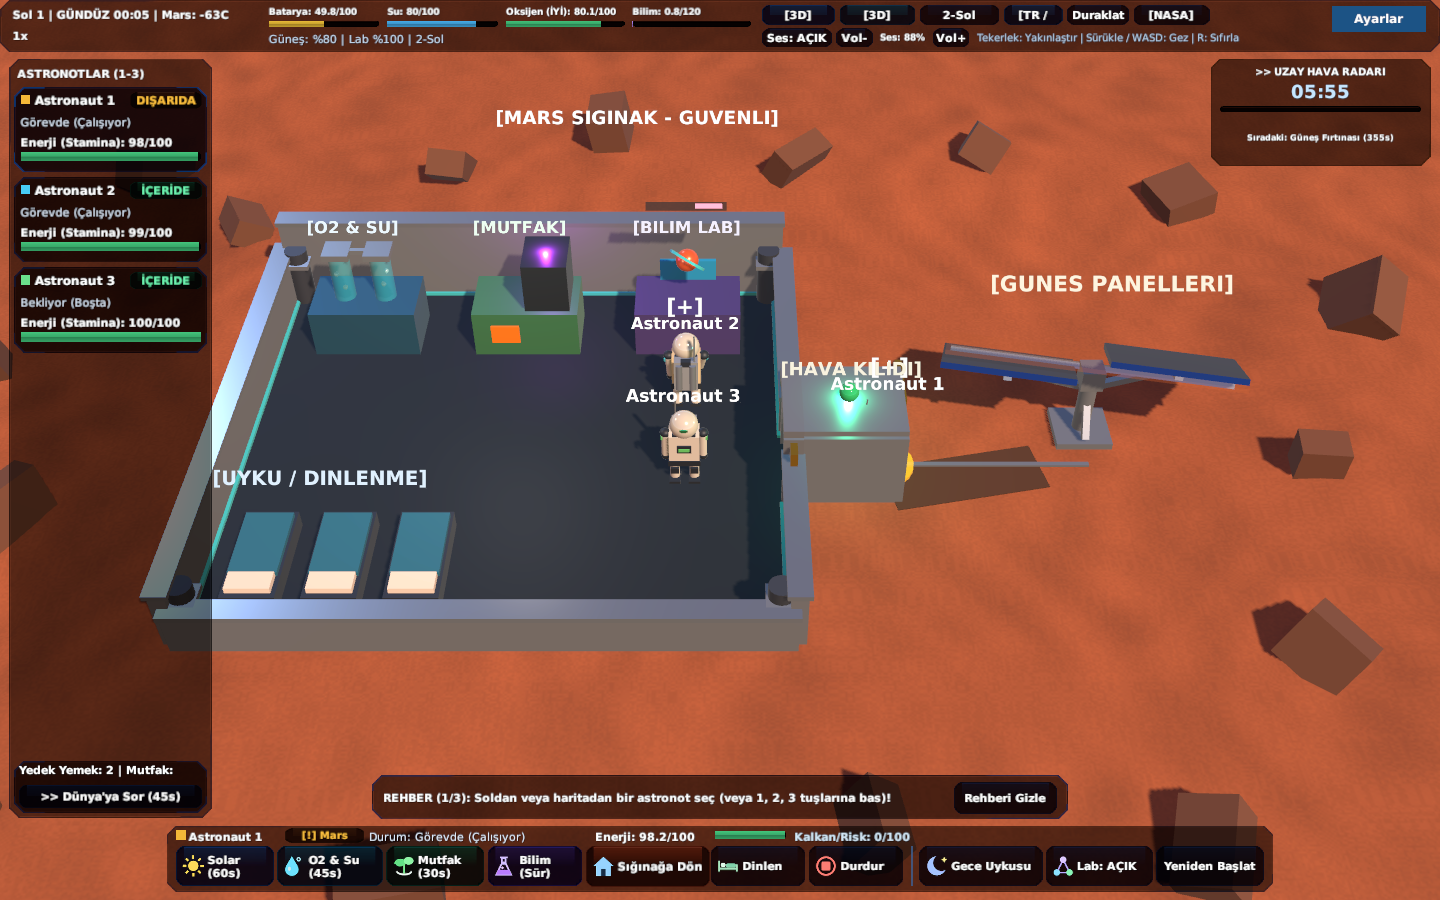 Sol 1 | GÜNDÜZ 00:05 | Mars: -63C
1x
Batarya: 49.8/100
Su: 80/100
Oksijen (İYİ): 80.1/100
Bilim: 0.8/120
Güneş: %80 | Lab %100 | 2-Sol
[3D]
[3D]
2-Sol
[TR /
Duraklat
[NASA]
Ses: AÇIK
Vol-
Ses: 88%
Vol+
Tekerlek: Yakınlaştır | Sürükle / WASD: Gez | R: Sıfırla
Ayarlar
ASTRONOTLAR (1-3)
Astronaut 1
DIŞARIDA
Görevde (Çalışıyor)
Enerji (Stamina): 98/100
Astronaut 2
İÇERİDE
Görevde (Çalışıyor)
Enerji (Stamina): 99/100
Astronaut 3
İÇERİDE
Bekliyor (Boşta)
Enerji (Stamina): 100/100
Yedek Yemek: 2 | Mutfak:
>> Dünya'ya Sor (45s)
>> UZAY HAVA RADARI
05:55
Sıradaki: Güneş Fırtınası (355s)
[MARS SIGINAK - GUVENLI]
[O2 & SU]
[MUTFAK]
[BILIM LAB]
[GUNES PANELLERI]
[+]
Astronaut 2
[HAVA KILIDI]
[+]
Astronaut 1
Astronaut 3
[UYKU / DINLENME]
REHBER (1/3): Soldan veya haritadan bir astronot seç (veya 1, 2, 3 tuşlarına bas)!
Rehberi Gizle
Astronaut 1
[!] Mars
Durum: Görevde (Çalışıyor)
Enerji: 98.2/100
Kalkan/Risk: 0/100
Solar
(60s)
O2 & Su
(45s)
Mutfak
(30s)
Bilim
(Sür)
Sığınağa Dön
Dinlen
Durdur
Gece Uykusu
Lab: AÇIK
Yeniden Başlat